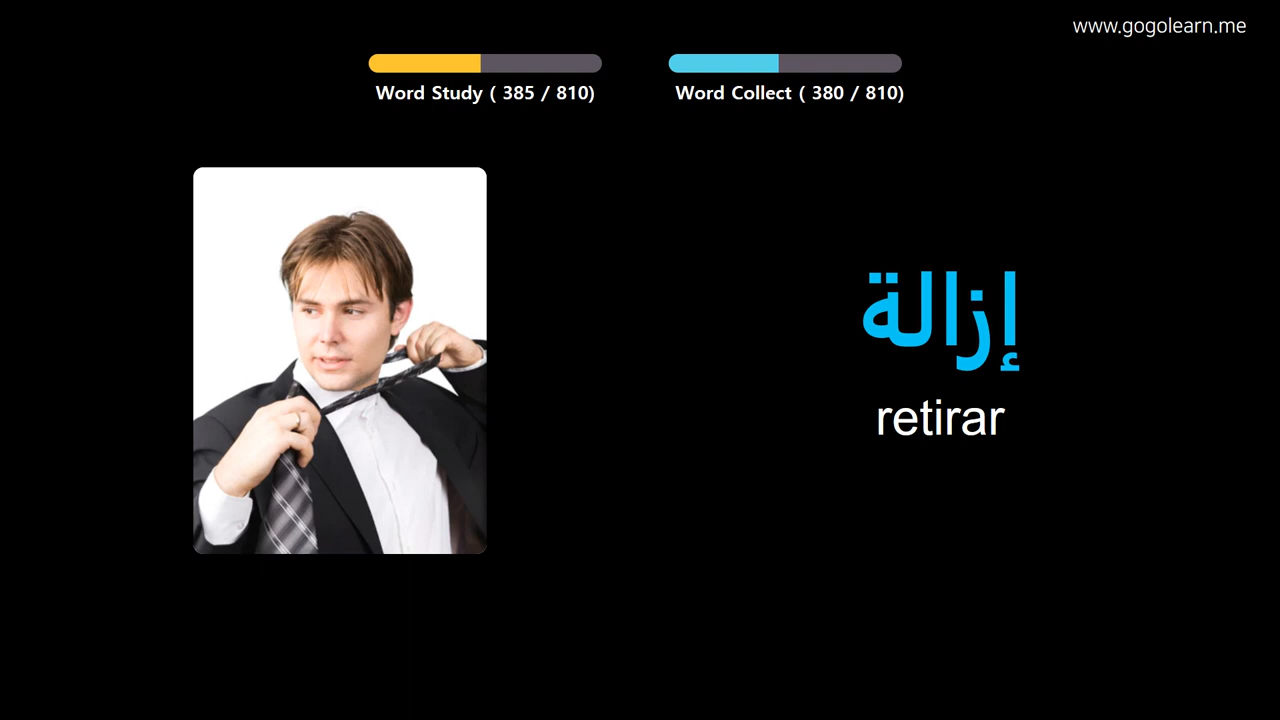 www.gogolearn.me
Word Study ( 385 / 810)
Word Collect ( 380 / 810)
إزالة
retirar